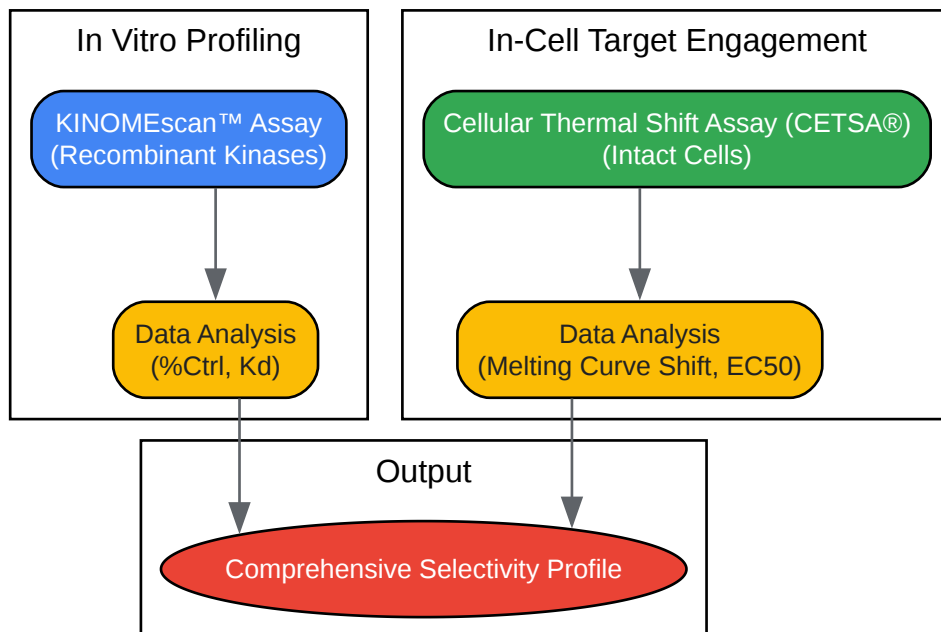 In Vitro Profiling
KINOMEscan™ Assay
(Recombinant Kinases)
Data Analysis
(%Ctrl, Kd)
In-Cell Target Engagement
Cellular Thermal Shift Assay (CETSA®)
(Intact Cells)
Data Analysis
(Melting Curve Shift, EC50)
Output
Comprehensive Selectivity Profile